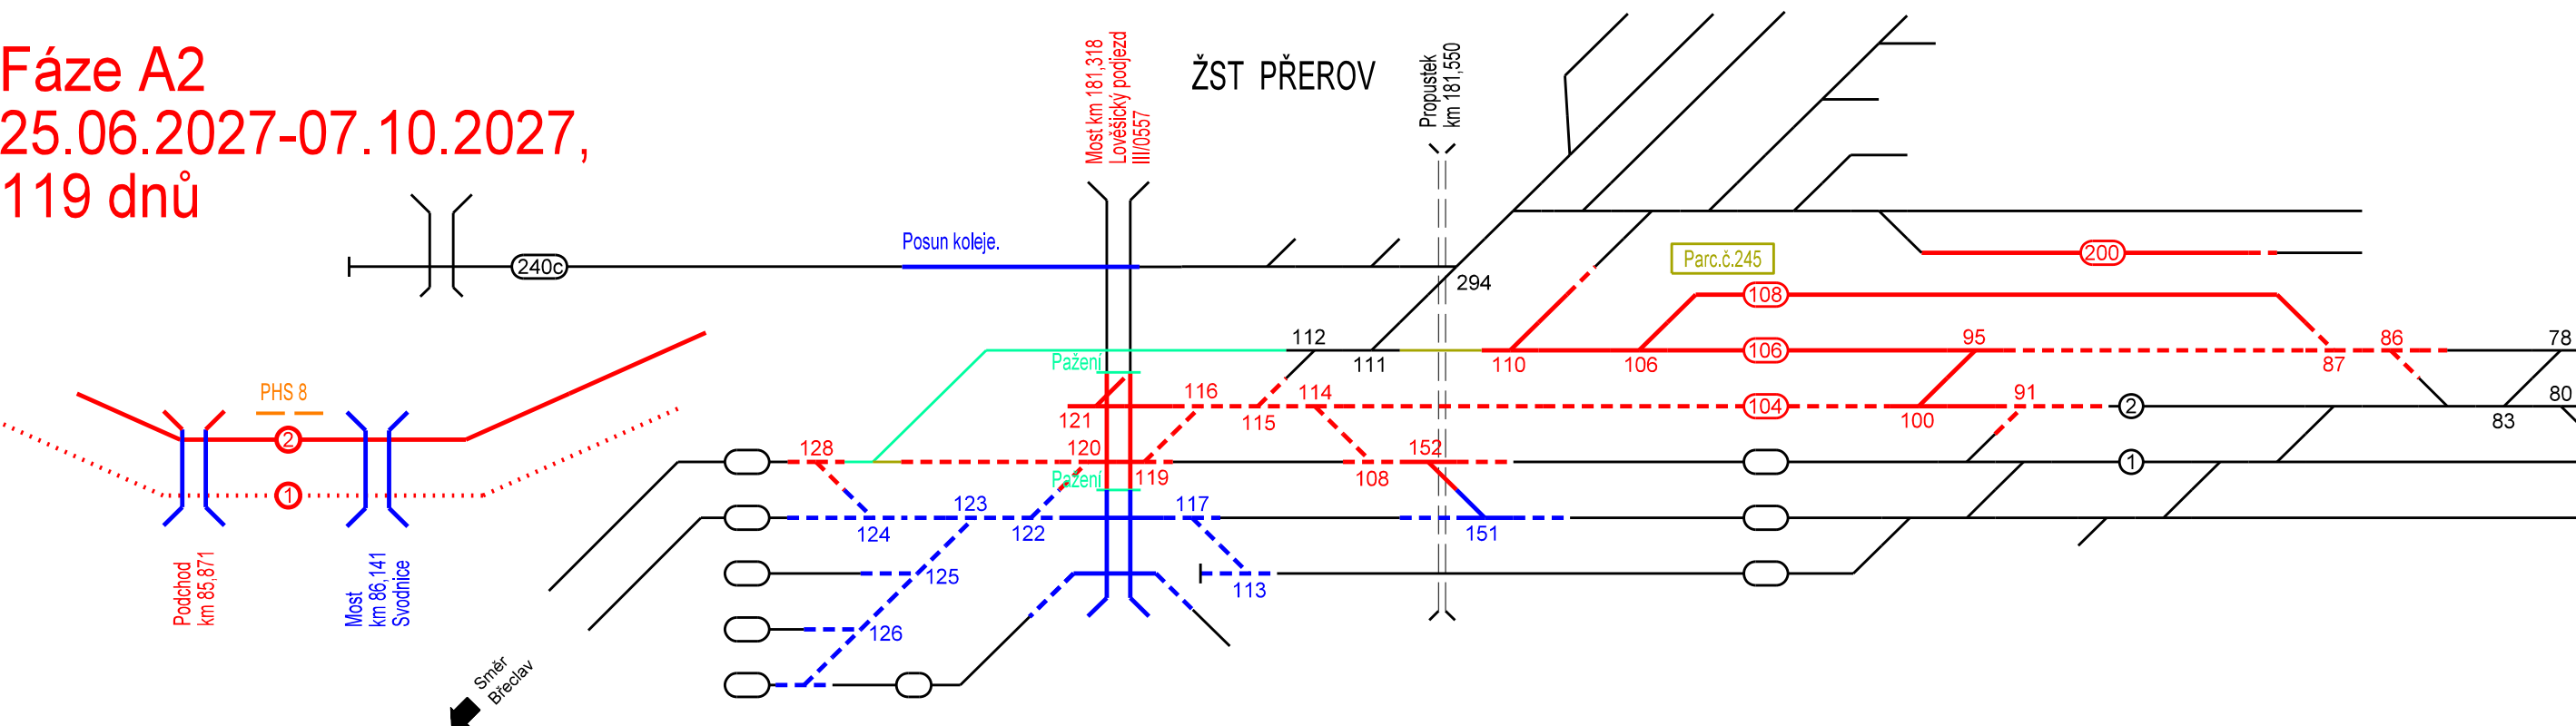 Fáze A2
25.06.2027-07.10.2027,
119 dnů
Most km 181,318
Lověšický podjezd
III/0557
ŽST PŘEROV
Propustek
km 181,550
Posun koleje.
240c
294
Parc.č.245
200
108
112
111
Pažení
110
106
106
95
87
86
78
PHS 8
2
1
121
116
115
114
104
100
91
2
83
80
128
120
119
108
152
1
Pažení
124
123
122
117
151
125
113
126
Podchod
km 85,871
Most
km 86,141
Svodnice
Směr
Břeclav